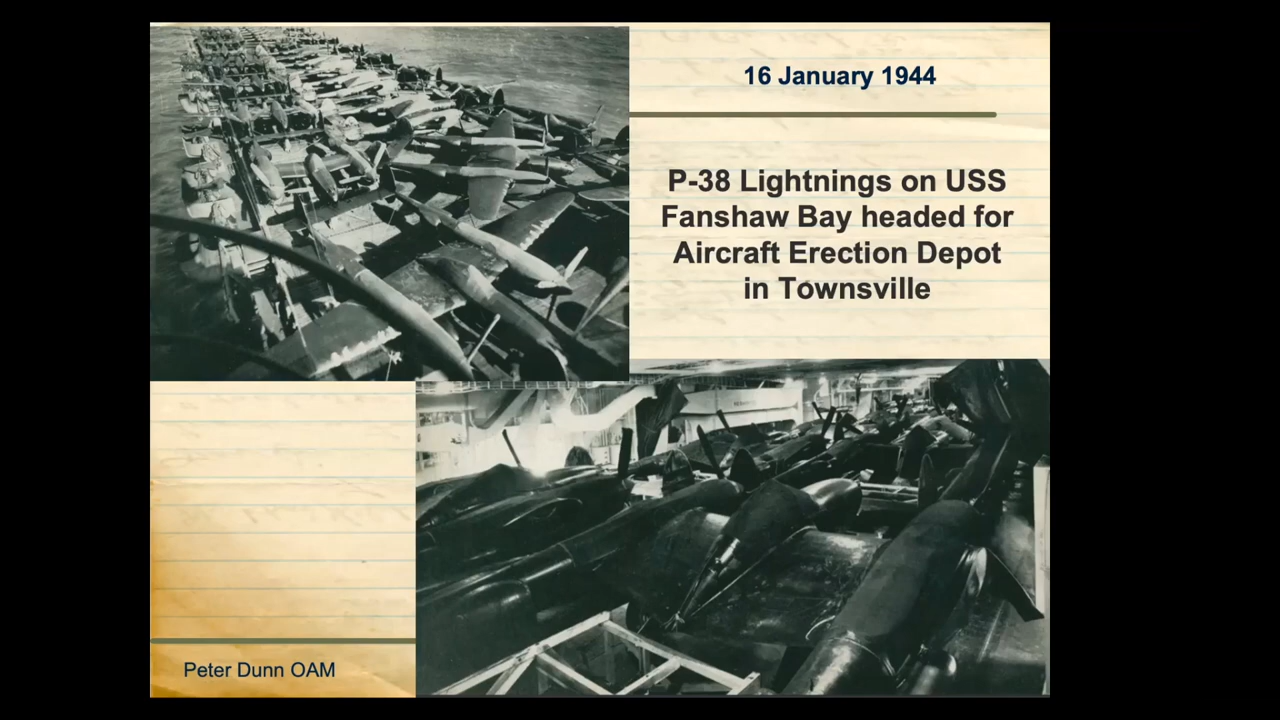 16 January 1944
P-38 Lightnings on USS
Fanshaw Bay headed for
Aircraft Erection Depot
in Townsville
Peter Dunn OAM